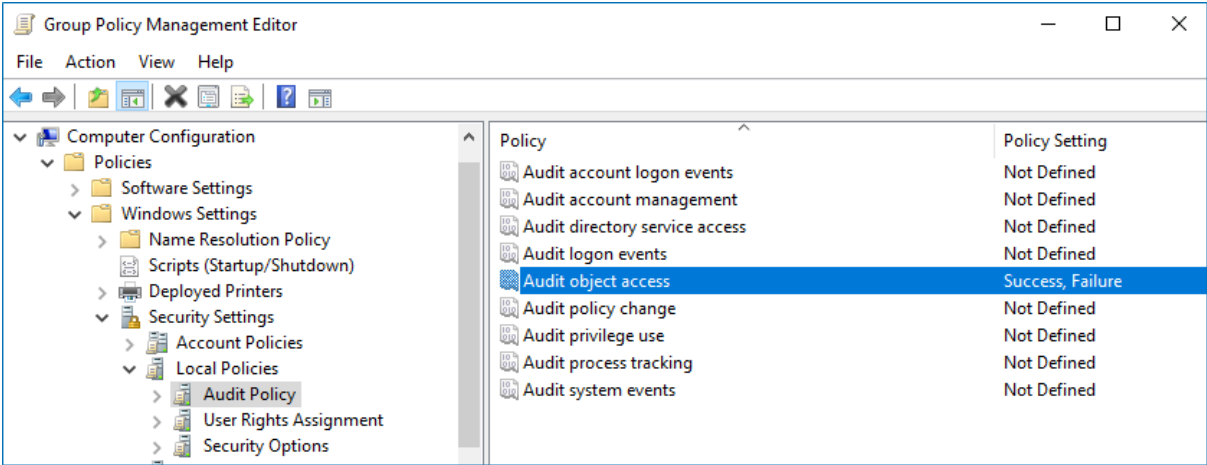 Group Policy Management Editor
File Action View Help
Computer Configuration
Policies
Software Settings
Windows Settings
Name Resolution Policy
Scripts (Startup/Shutdown)
Deployed Printers
Security Settings
Account Policies
Local Policies
Audit Policy
User Rights Assignment
Security Options
Policy Policy Setting
Audit account logon events Not Defined
Audit account management Not Defined
Audit directory service access Not Defined
Audit logon events Not Defined
Audit object access Success, Failure
Audit policy change Not Defined
Audit privilege use Not Defined
Audit process tracking Not Defined
Audit system events Not Defined